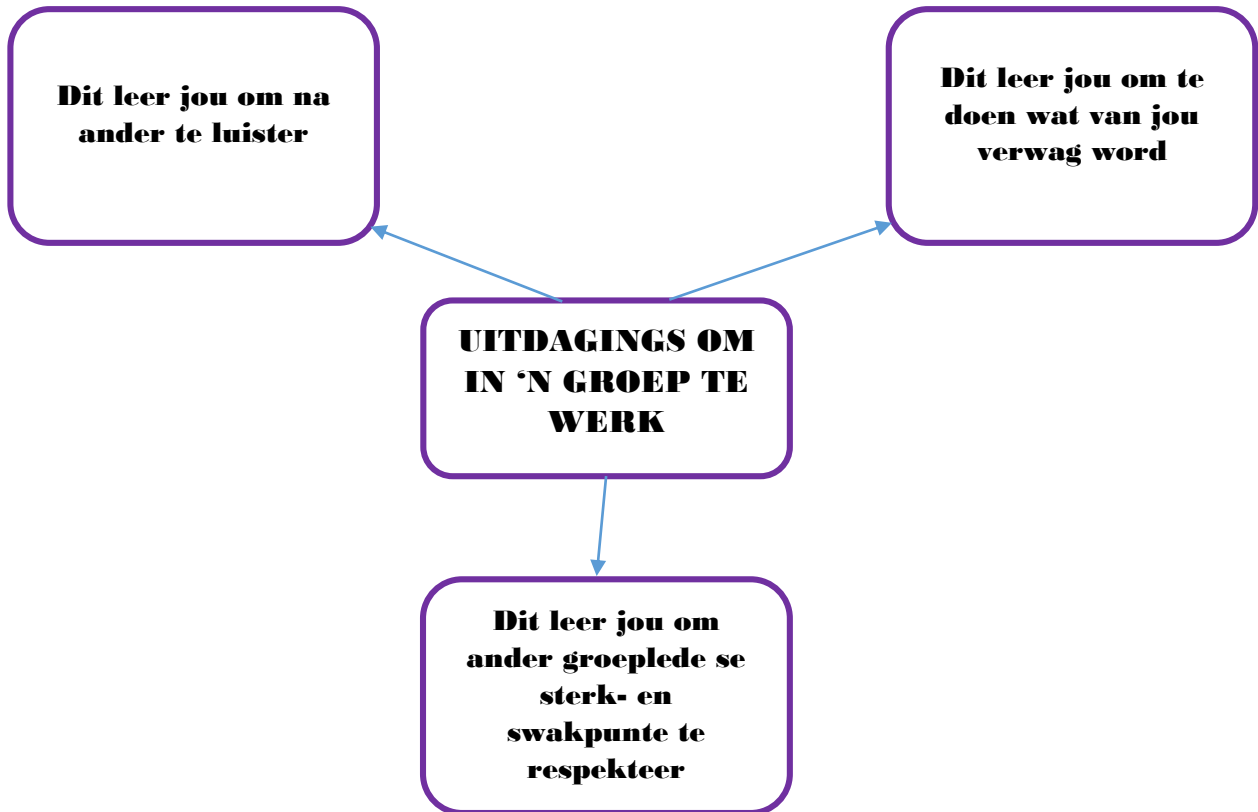 Dit leer jou om na
ander te luister
Dit leer jou om te
doen wat van jou
verwag word
UITDAGINGS OM
IN ‘N GROEP TE
WERK
Dit leer jou om
ander groeplede se
sterk- en
swakpunte te
respekteer